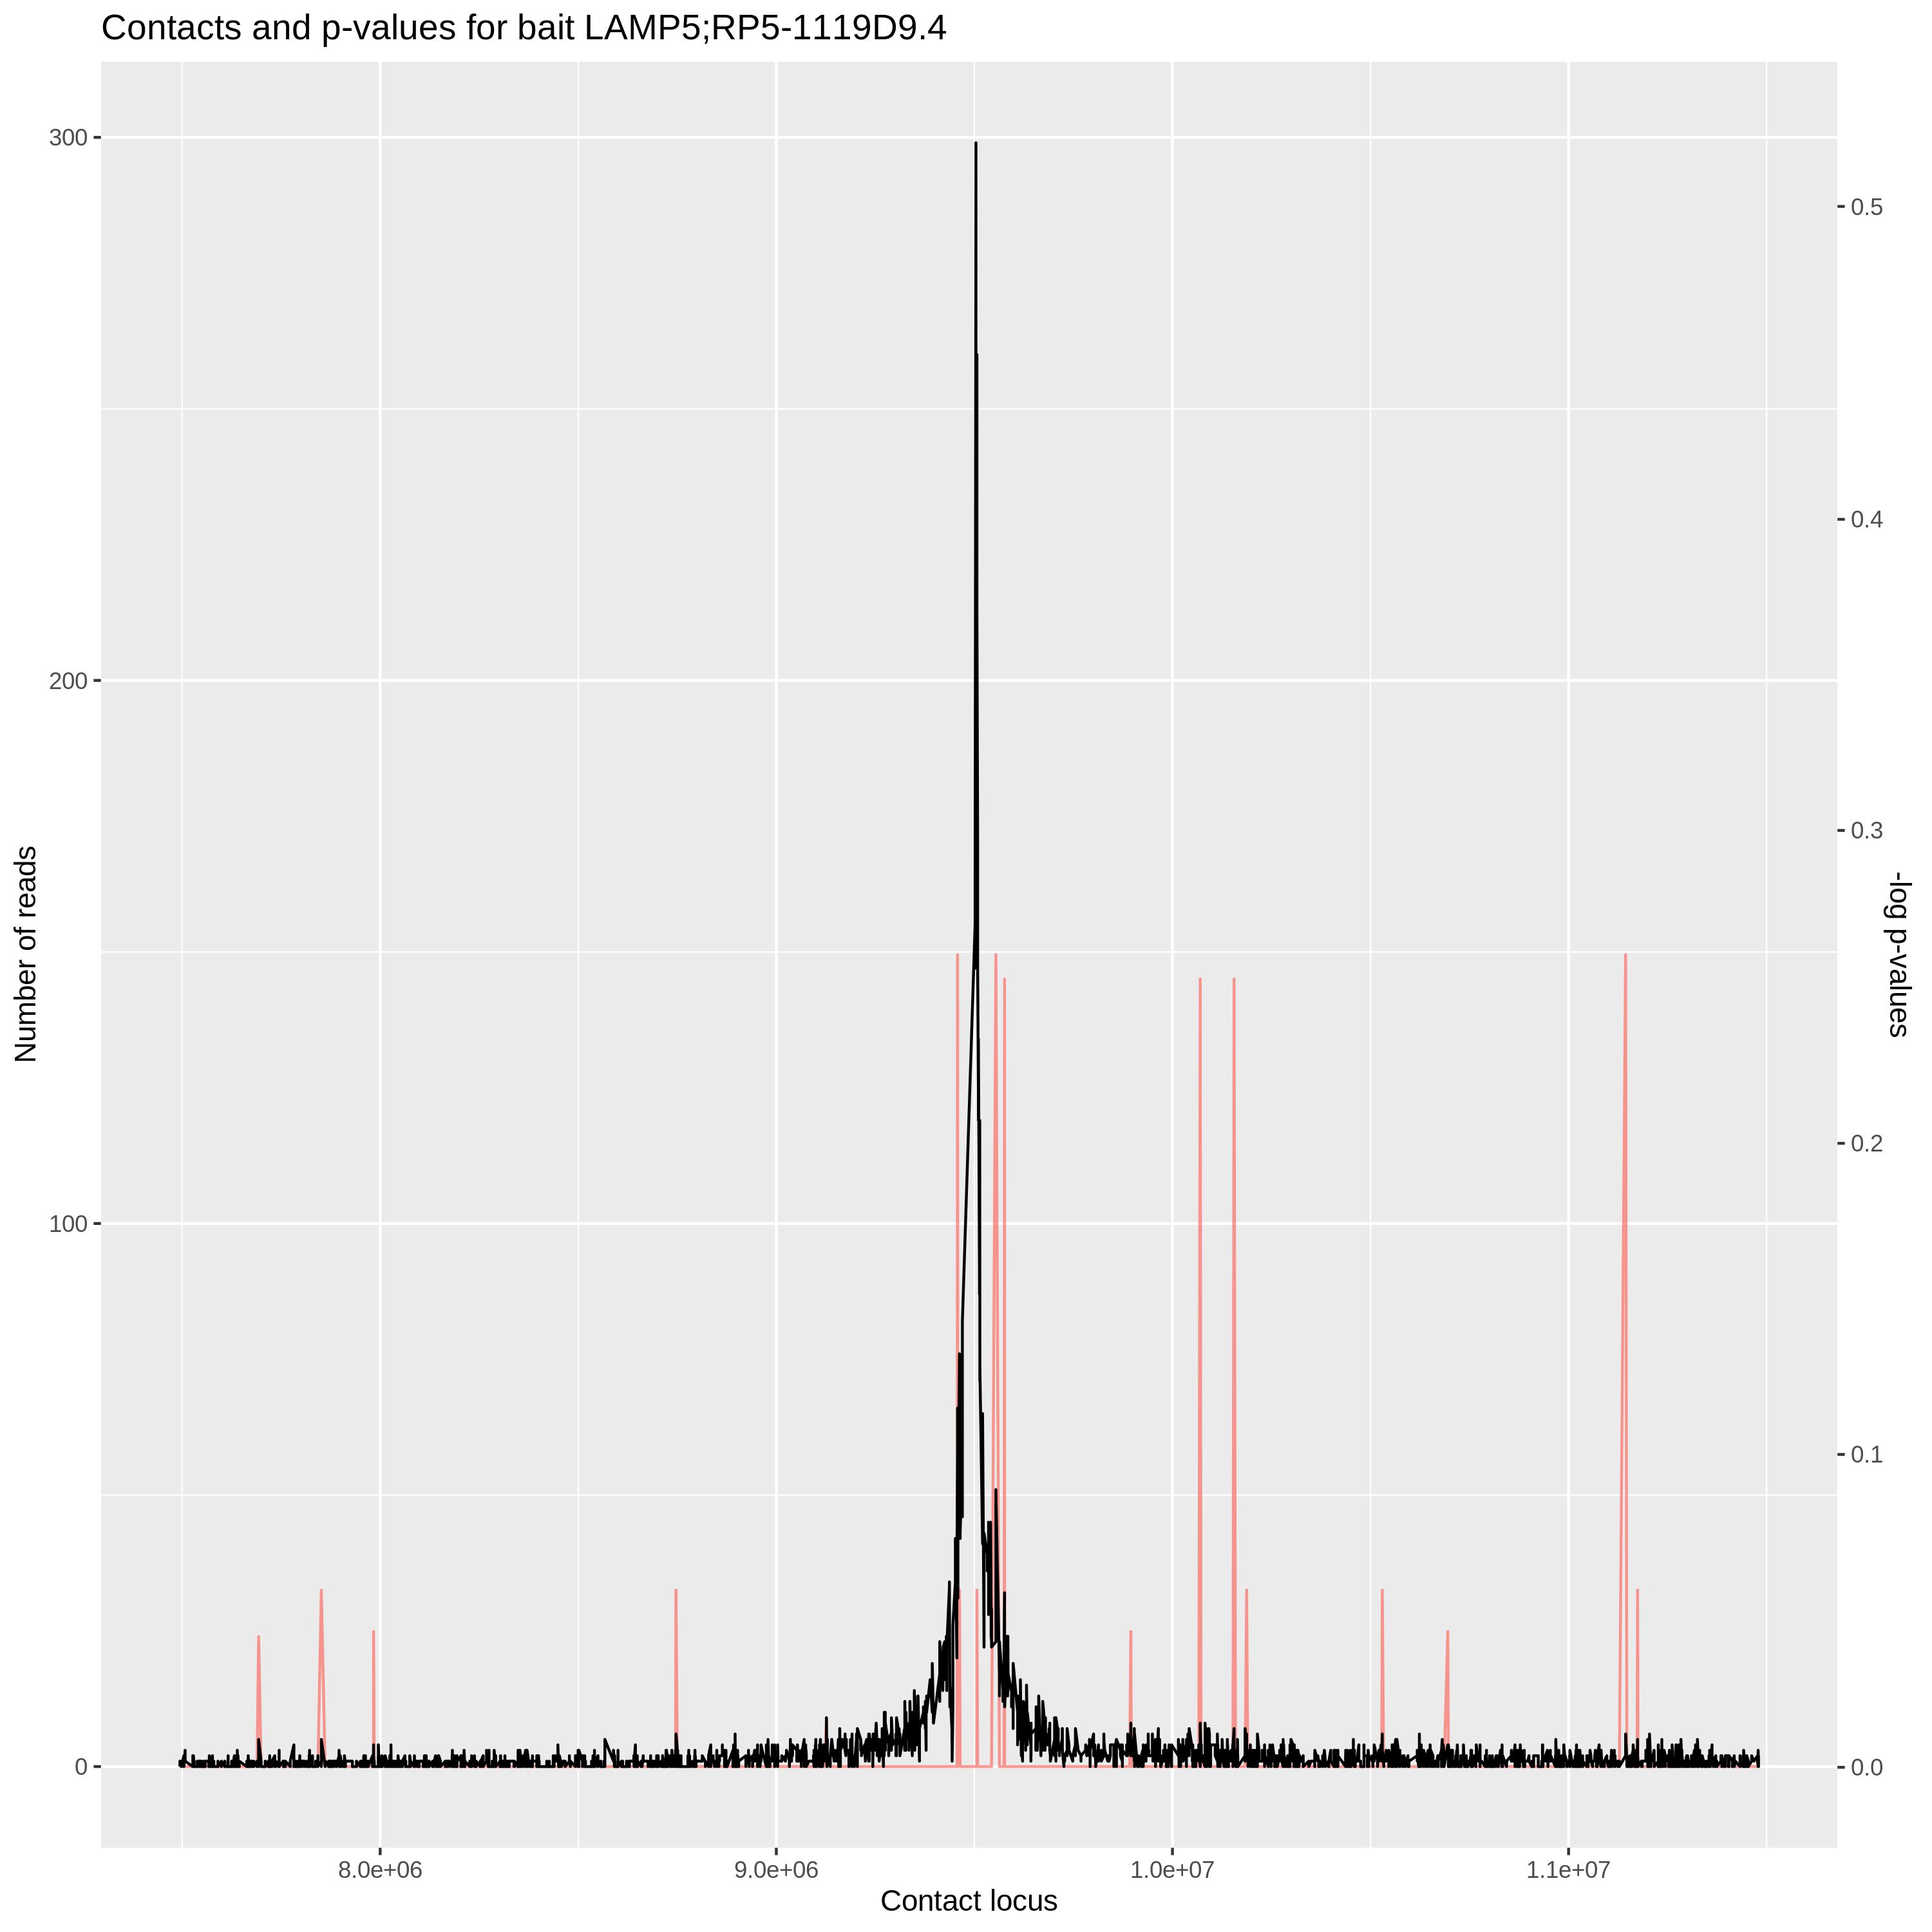 Contacts and p-values for bait LAMP5;RP5-1119D9.4
300
200
100
0
Number of reads
0.5
0.4
0.3
0.2
0.1
0.0
-log p-values
8.0e+06
9.0e+06
1.0e+07
1.1e+07
Contact locus